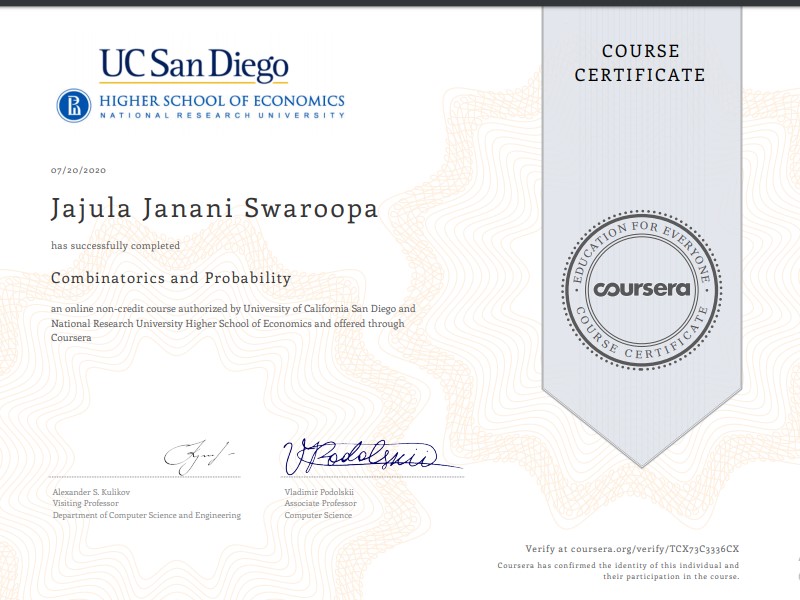 UC San Diego
HIGHER SCHOOL OF ECONOMICS
NATIONAL RESEARCH UNIVERSITY
07/20/2020
Jajula Janani Swaroopa
has successfully completed
Combinatorics and Probability
an online non-credit course authorized by University of California San Diego and
National Research University Higher School of Economics and offered through
Coursera
COURSE
CERTIFICATE
EDUCATION FOR EVERYONE
coursera
COURSE CERTIFICATE
VPodolskii
Alexander S. Kulikov
Visiting Professor
Department of Computer Science and Engineering
Vladimir Podolskii
Associate Professor
Computer Science
Verify at coursera.org/verify/TCX73C3336CX
Coursera has confirmed the identity of this individual and
their participation in the course.